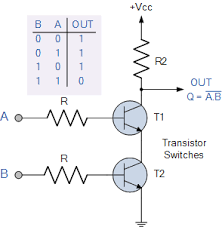 +Vcc
B A OUT
0 0 1
0 1 1
1 0 1
1 1 0
R2
OUT
Q = A̅.̅B̅
R
A
T1
Transistor
Switches
R
B
T2